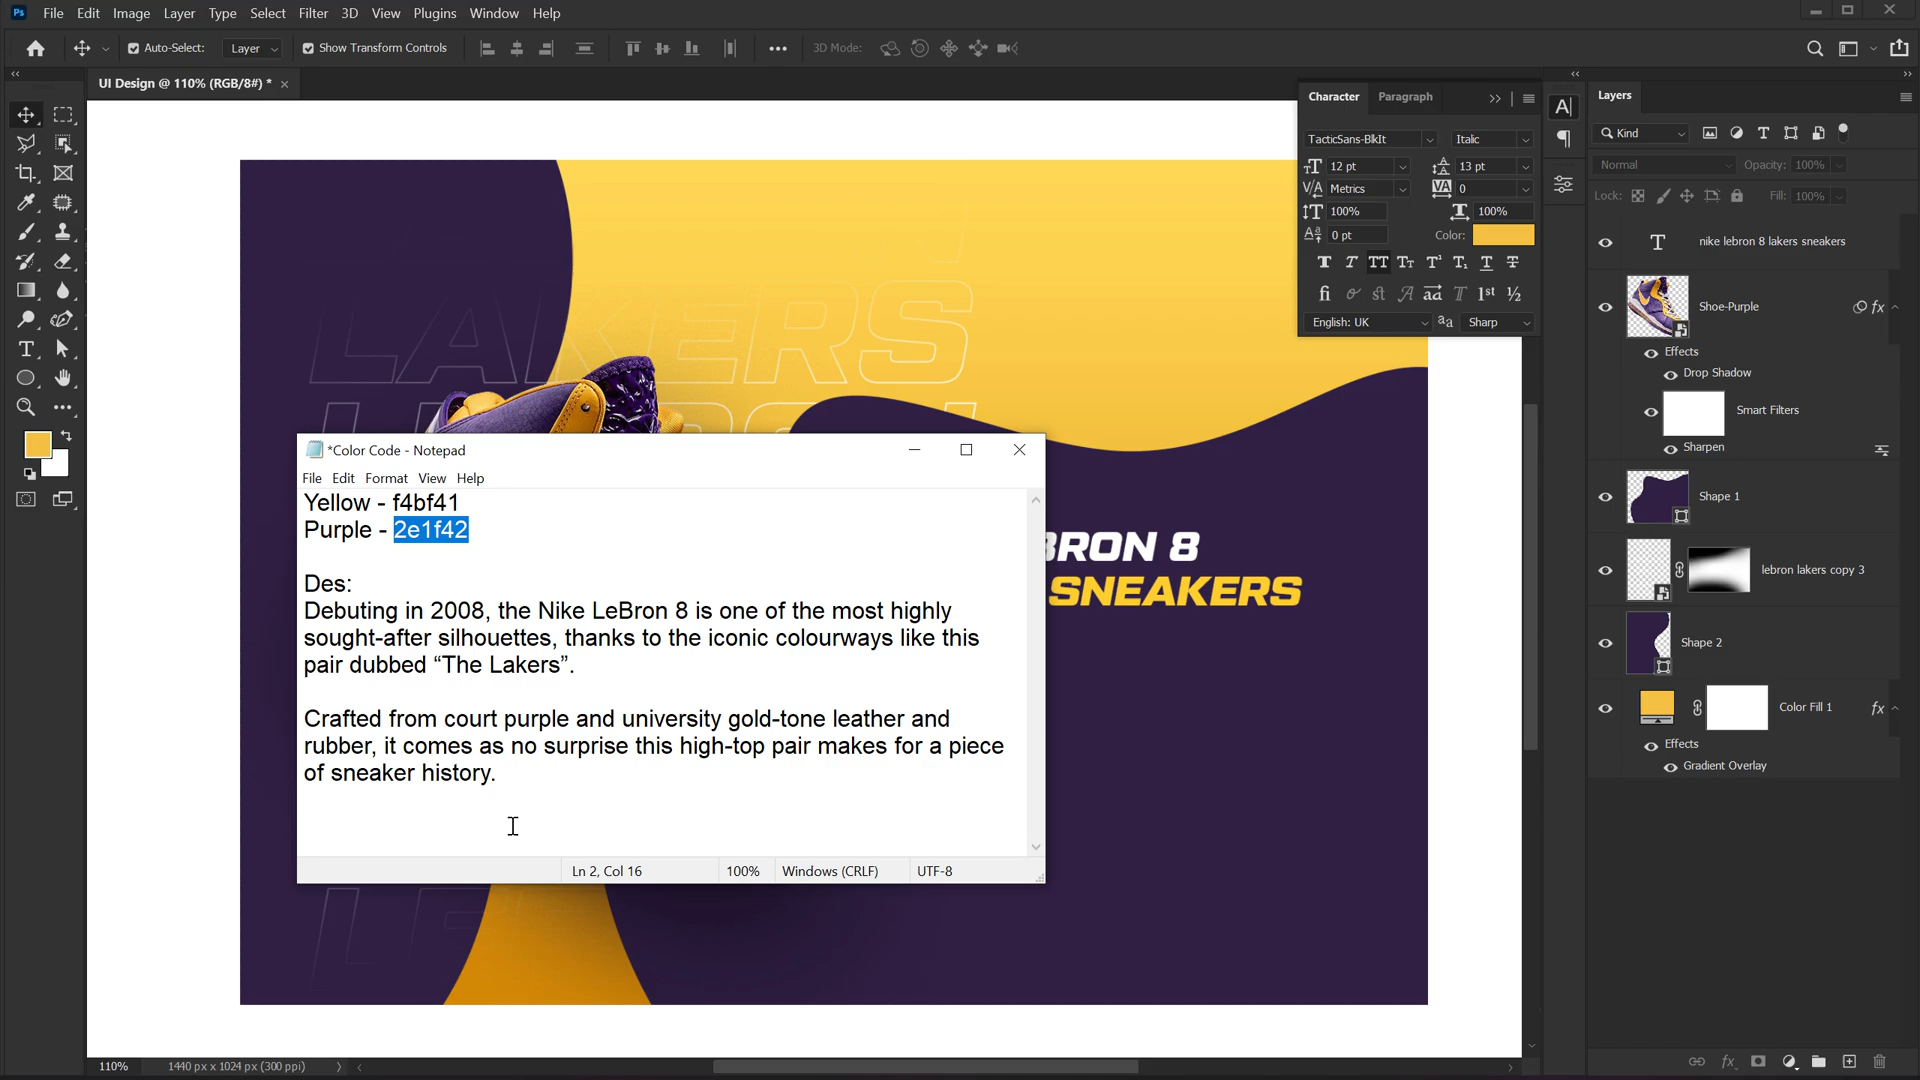 Ps File Edit Image Layer Type Select Filter 3D View Plugins Window Help
Auto-Select: Layer Show Transform Controls 3D Mode:
UI Design @ 110% (RGB/8#) *
Character Paragraph
TacticSans-BlkIt Italic
12 pt 13 pt
Metrics 0
100% 100%
0 pt Color:
English: UK Sharp
Layers
Kind
Normal Opacity: 100%
Lock: Fill: 100%
nike lebron 8 lakers sneakers
Shoe-Purple fx
Effects
Drop Shadow
Smart Filters
Sharpen
Shape 1
lebron lakers copy 3
Shape 2
Color Fill 1 fx
Effects
Gradient Overlay
LAKERS
BRON 8
SNEAKERS
*Color Code - Notepad
File Edit Format View Help
Yellow - f4bf41
Purple - 2e1f42
Des:
Debuting in 2008, the Nike LeBron 8 is one of the most highly
sought-after silhouettes, thanks to the iconic colourways like this
pair dubbed “The Lakers”.
Crafted from court purple and university gold-tone leather and
rubber, it comes as no surprise this high-top pair makes for a piece
of sneaker history.
Ln 2, Col 16 100% Windows (CRLF) UTF-8
110% 1440 px x 1024 px (300 ppi)